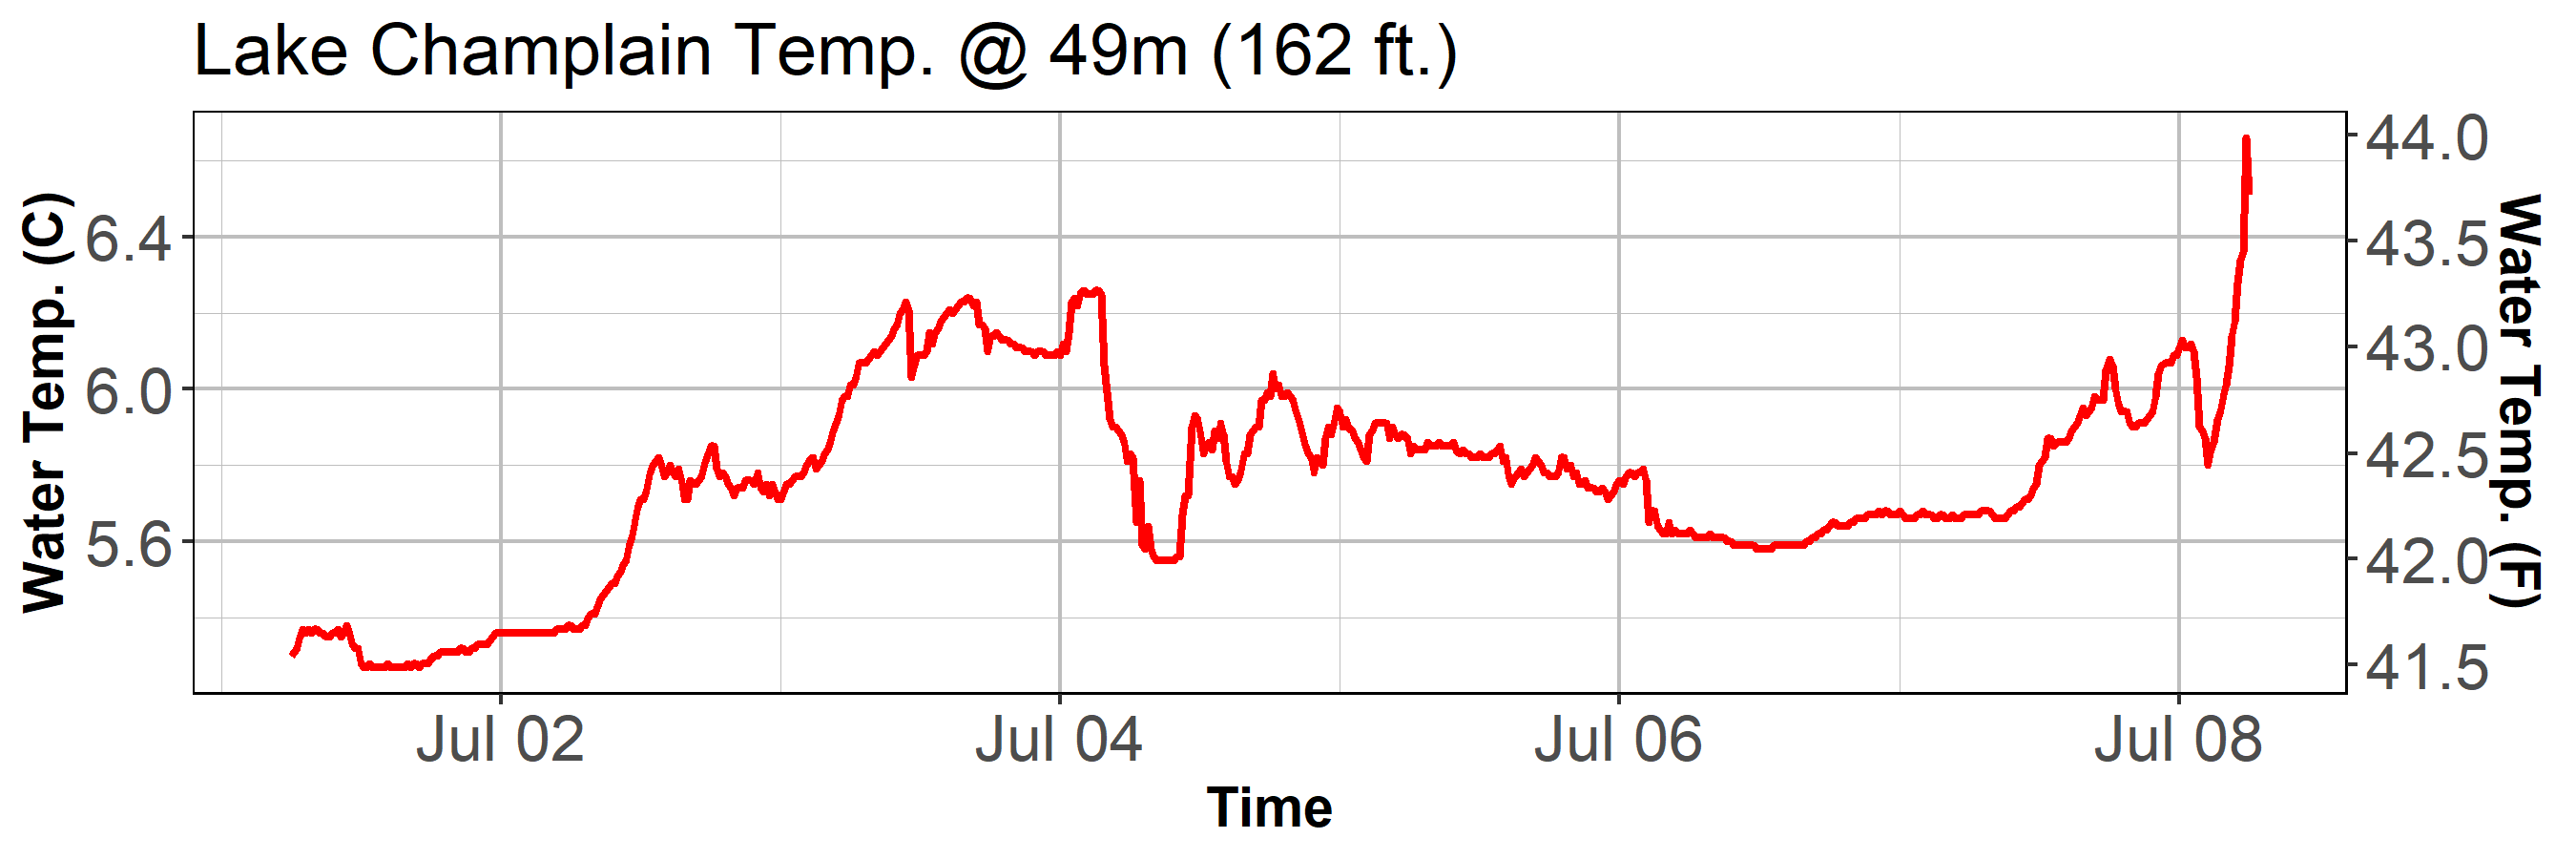 Lake Champlain Temp. @ 49m (162 ft.)
Water Temp. (C)
6.4
6.0
5.6
44.0
43.5
43.0
42.5
42.0
41.5
Water Temp. (F)
Jul 02 Jul 04 Jul 06 Jul 08
Time